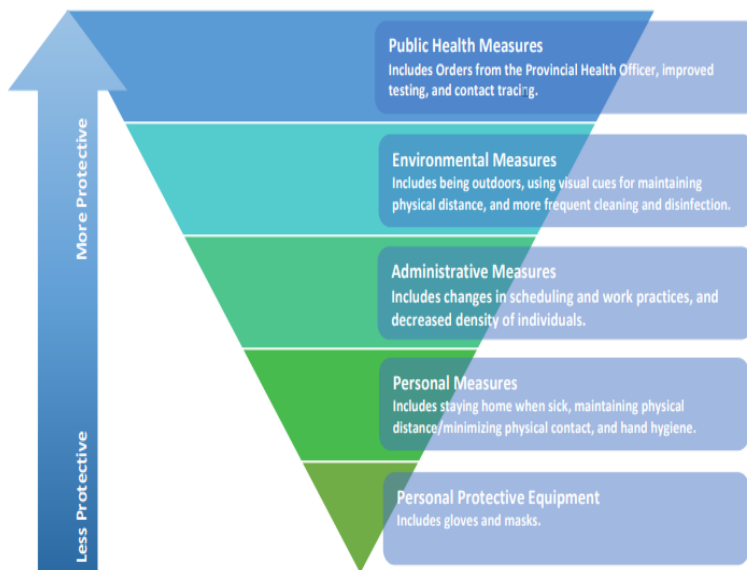 Public Health Measures
Includes Orders from the Provincial Health Officer, improved
testing, and contact tracing.
More Protective
Environmental Measures
Includes being outdoors, using visual cues for maintaining
physical distance, and more frequent cleaning and disinfection.
Administrative Measures
Includes changes in scheduling and work practices, and
decreased density of individuals.
Personal Measures
Includes staying home when sick, maintaining physical
distance/minimizing physical contact, and hand hygiene.
Less Protective
Personal Protective Equipment
Includes gloves and masks.